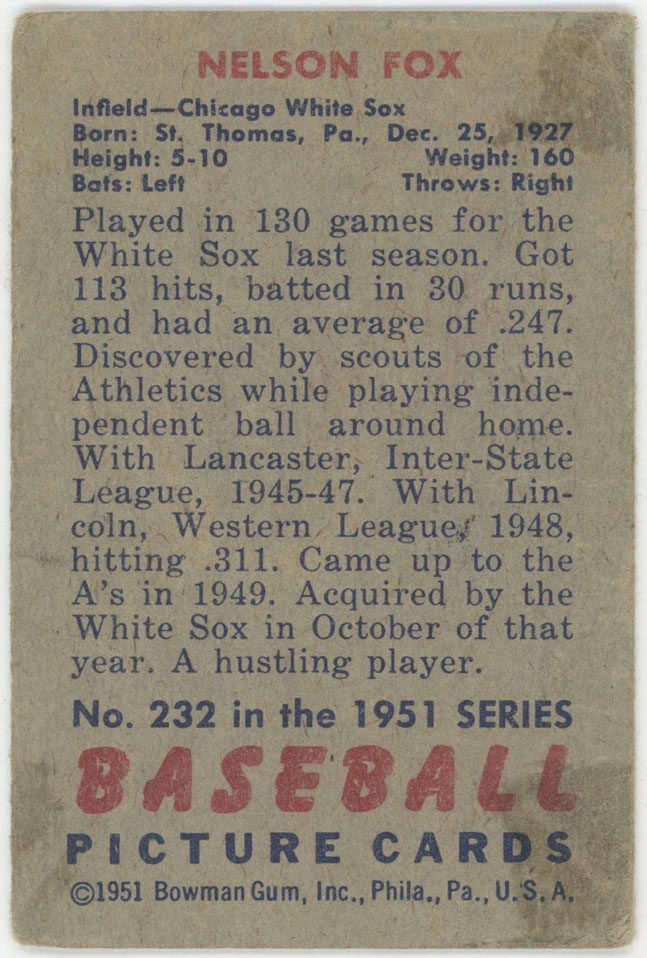 NELSON FOX
Infield—Chicago White Sox
Born: St. Thomas, Pa., Dec. 25, 1927
Height: 5-10 Weight: 160
Bats: Left Throws: Right
Played in 130 games for the
White Sox last season. Got
113 hits, batted in 30 runs,
and had an average of .247.
Discovered by scouts of the
Athletics while playing inde-
pendent ball around home.
With Lancaster, Inter-State
League, 1945-47. With Lin-
coln, Western League, 1948,
hitting .311. Came up to the
A's in 1949. Acquired by the
White Sox in October of that
year. A hustling player.
No. 232 in the 1951 SERIES
BASEBALL
PICTURE CARDS
©1951 Bowman Gum, Inc., Phila., Pa., U.S.A.